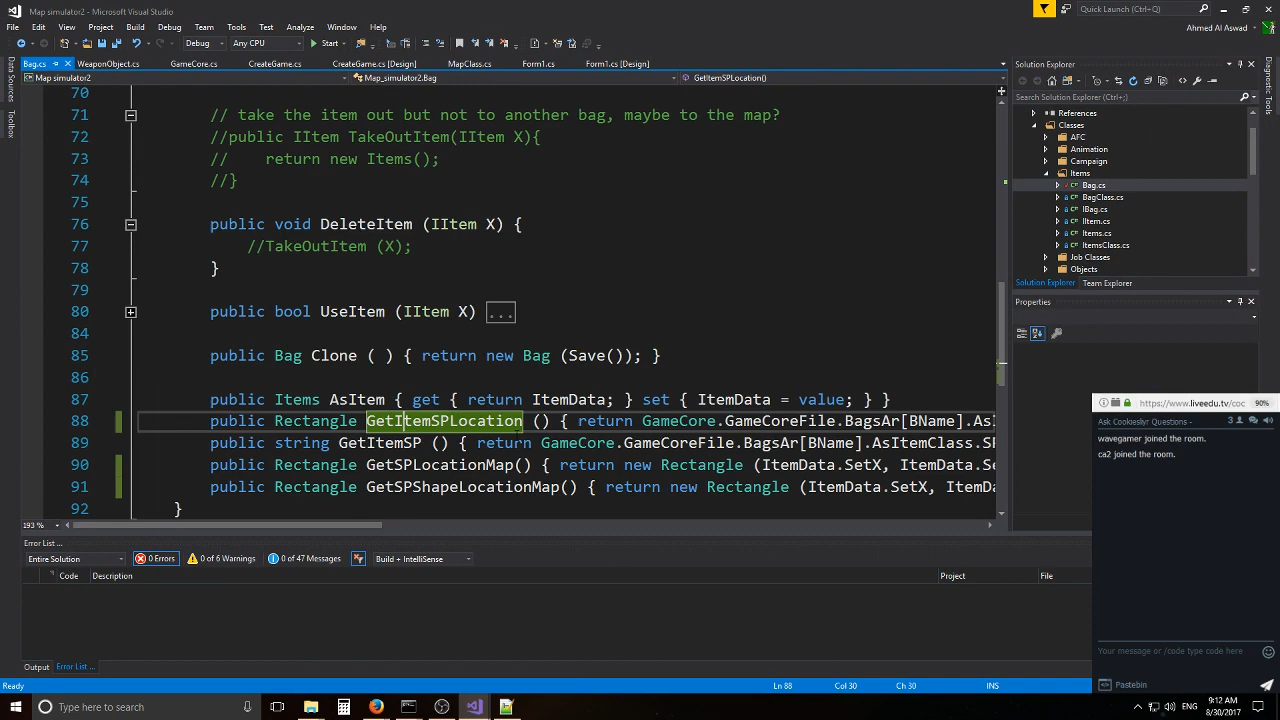 Map simulator2 - Microsoft Visual Studio
Quick Launch (Ctrl+;)
File Edit View Project Build Debug Team Tools Test Analyze Window Help
Ahmed Al Aswad
Debug Any CPU Start
Bag.cs WeaponObject.cs GameCore.cs CreateGame.cs CreateGame.cs [Design] MapClass.cs Form1.cs Form1.cs [Design]
Map simulator2 Map_simulator2.Bag GetItemSPLocation()
Data Sources
Toolbox
70
71 // take the item out but not to another bag, maybe to the map?
72 //public IItem TakeOutItem(IItem X){
73 // return new Items();
74 //}
75
76 public void DeleteItem (IItem X) {
77 //TakeOutItem (X);
78 }
79
80 public bool UseItem (IItem X) ...
84
85 public Bag Clone ( ) { return new Bag (Save()); }
86
87 public Items AsItem { get { return ItemData; } set { ItemData = value; } }
88 public Rectangle GetItemSPLocation () { return GameCore.GameCoreFile.BagsAr[BName].AsI
89 public string GetItemSP () { return GameCore.GameCoreFile.BagsAr[BName].AsItemClass.SP
90 public Rectangle GetSPLocationMap() { return new Rectangle (ItemData.SetX, ItemData.Se
91 public Rectangle GetSPShapeLocationMap() { return new Rectangle (ItemData.SetX, ItemDa
92 }
193 %
Solution Explorer
Search Solution Explorer (Ctrl+;)
References
Classes
AFC
Animation
Campaign
Items
Bag.cs
BagClass.cs
IBag.cs
IItem.cs
Items.cs
ItemsClass.cs
Job Classes
Objects
Solution Explorer Team Explorer
Properties
Diagnostic Tools
https://www.liveedu.tv/coc 90%
Ask Cookieslyr Questions - 3
wavegamer joined the room.
ca2 joined the room.
Your message or /code type code here
Pastebin
Error List ...
Entire Solution 0 Errors 0 of 6 Warnings 0 of 47 Messages Build + IntelliSense
Code Description Project File
Output Error List ...
Ready Ln 88 Col 30 Ch 30 INS
Type here to search
ENG
9:12 AM
8/30/2017